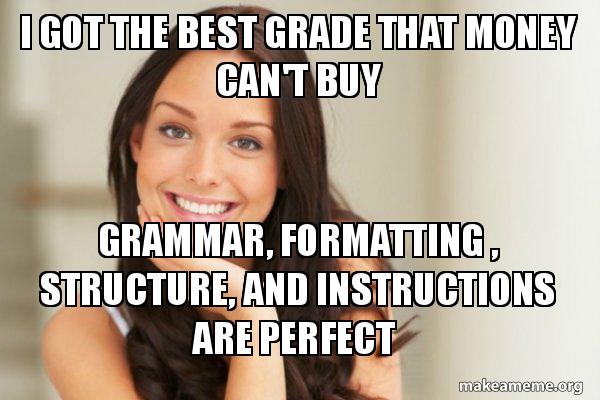 I GOT THE BEST GRADE THAT MONEY
CAN'T BUY
GRAMMAR, FORMATTING ,
STRUCTURE, AND INSTRUCTIONS
ARE PERFECT
makeameme.org